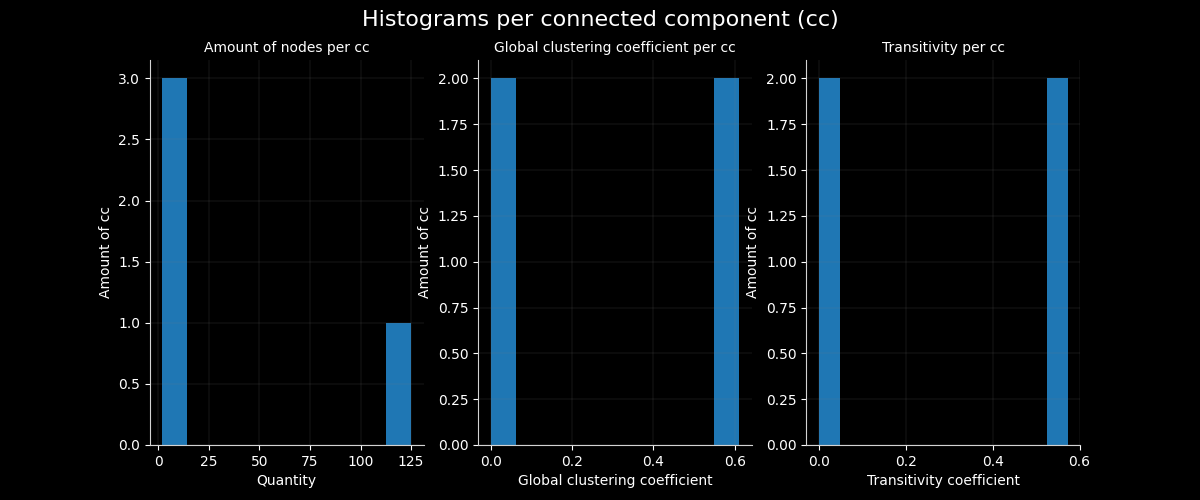 Histograms per connected component (cc)
Amount of nodes per cc
Global clustering coefficient per cc
Transitivity per cc
Amount of cc
3.0
2.5
2.0
1.5
1.0
0.5
0.0
0 25 50 75 100 125
Quantity
Amount of cc
2.00
1.75
1.50
1.25
1.00
0.75
0.50
0.25
0.00
0.0 0.2 0.4 0.6
Global clustering coefficient
Amount of cc
2.00
1.75
1.50
1.25
1.00
0.75
0.50
0.25
0.00
0.0 0.2 0.4 0.6
Transitivity coefficient